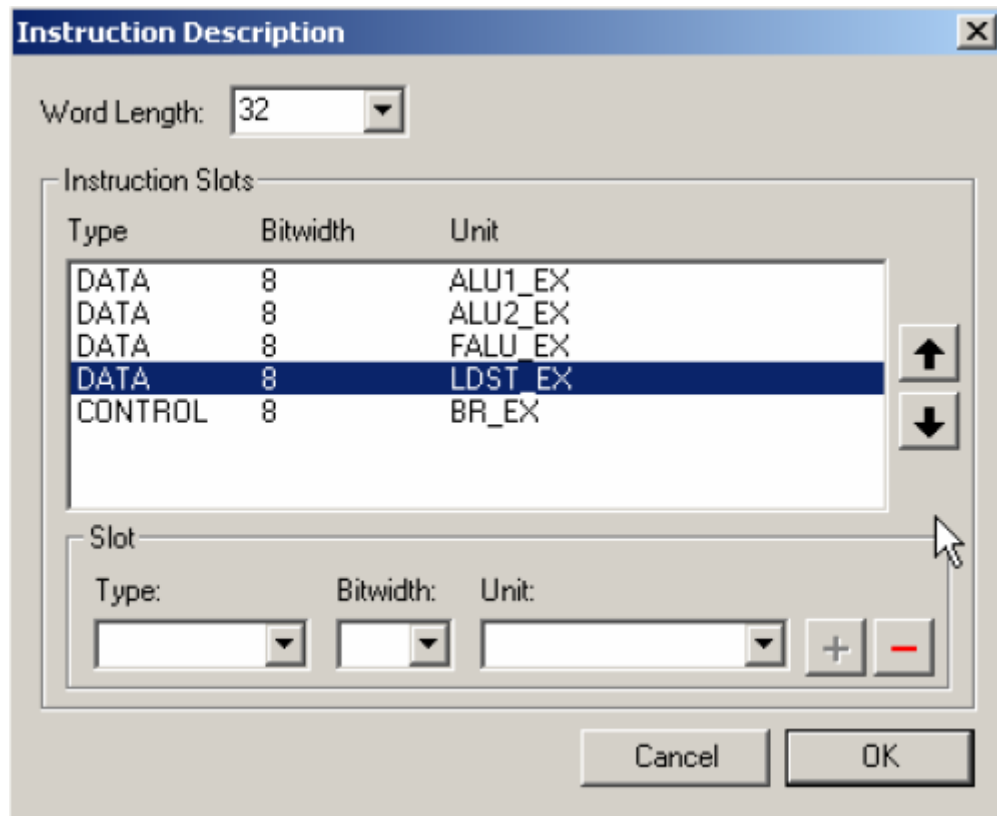 Instruction Description
Word Length: 32
Instruction Slots
Type Bitwidth Unit
DATA 8 ALU1_EX
DATA 8 ALU2_EX
DATA 8 FALU_EX
DATA 8 LDST_EX
CONTROL 8 BR_EX
Slot
Type: Bitwidth: Unit:
Cancel OK